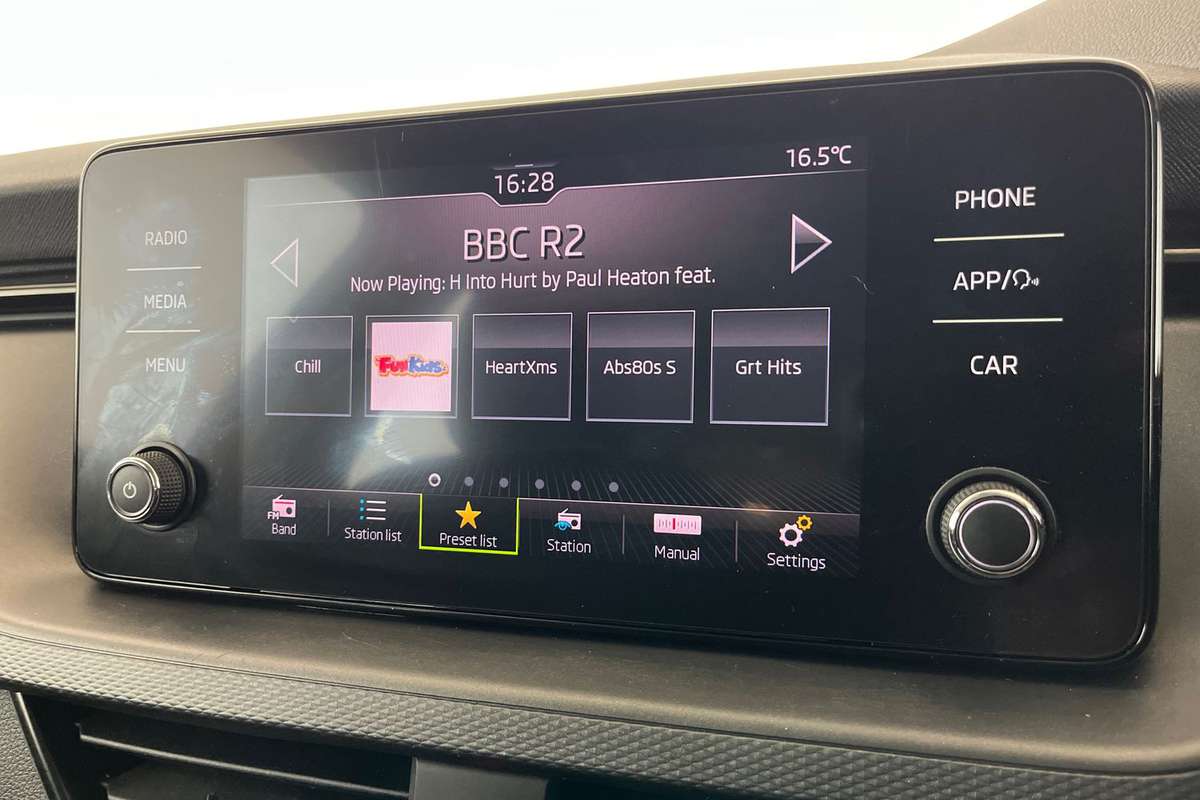 16:28
16.5°C
RADIO
MEDIA
MENU
BBC R2
Now Playing: H Into Hurt by Paul Heaton feat.
Chill
FunKids
HeartXms
Abs80s S
Grt Hits
FM
Band
Station list
Preset list
Station
Manual
Settings
PHONE
APP/
CAR